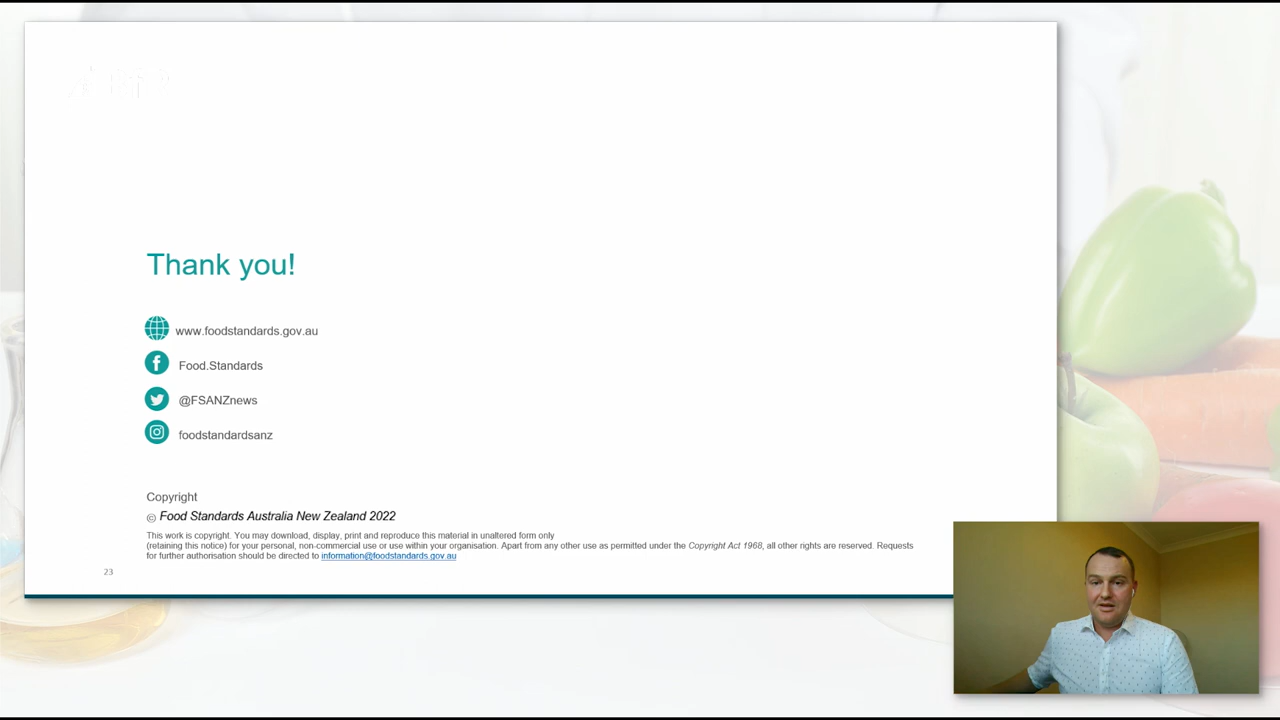 Thank you!
www.foodstandards.gov.au
Food.Standards
@FSANZnews
foodstandardsanz
Copyright
© Food Standards Australia New Zealand 2022
This work is copyright. You may download, display, print and reproduce this material in unaltered form only
(retaining this notice) for your personal, non-commercial use or use within your organisation. Apart from any other use as permitted under the Copyright Act 1968, all other rights are reserved. Requests
for further authorisation should be directed to information@foodstandards.gov.au
23